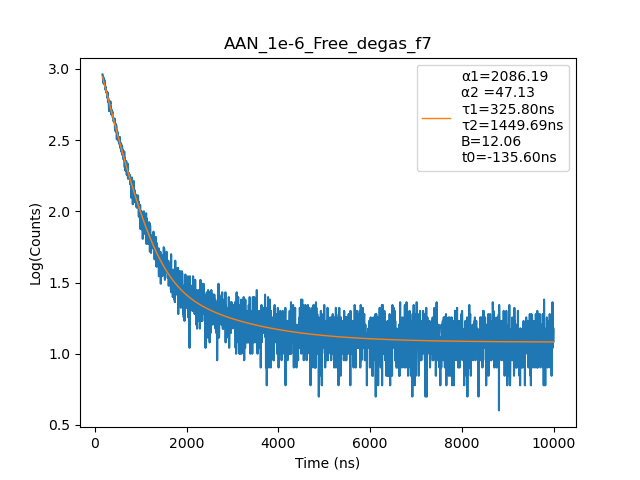 AAN_1e-6_Free_degas_f7
α1=2086.19
α2 =47.13
τ1=325.80ns
τ2=1449.69ns
B=12.06
t0=-135.60ns
Log(Counts)
3.0
2.5
2.0
1.5
1.0
0.5
0
2000
4000
6000
8000
10000
Time (ns)